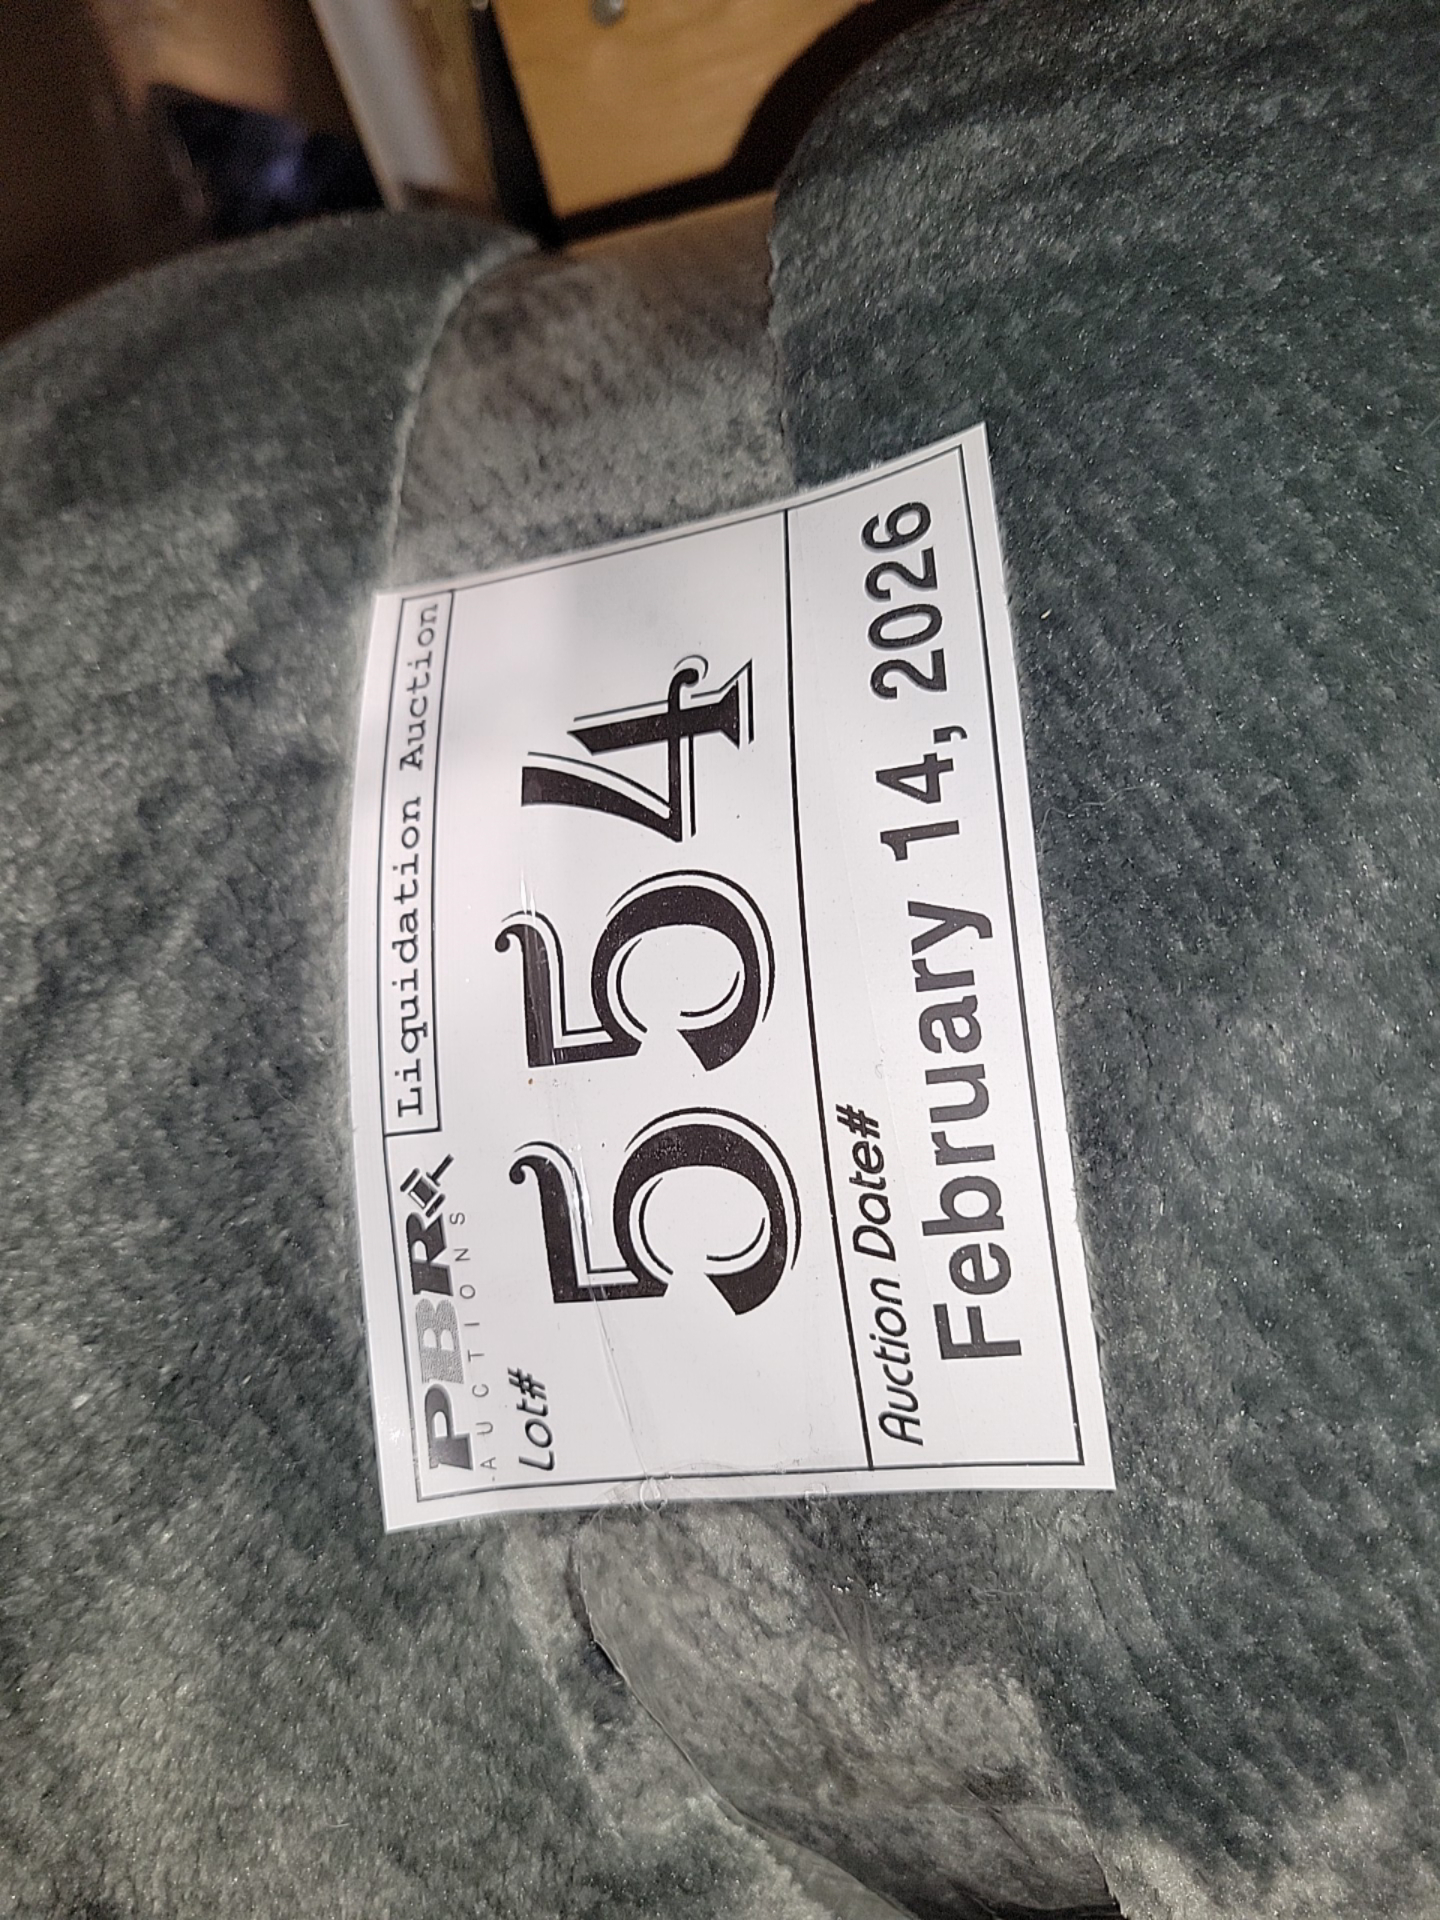 PBR
AUCTIONS
Liquidation Auction
Lot#
554
Auction Date#
February 14, 2026